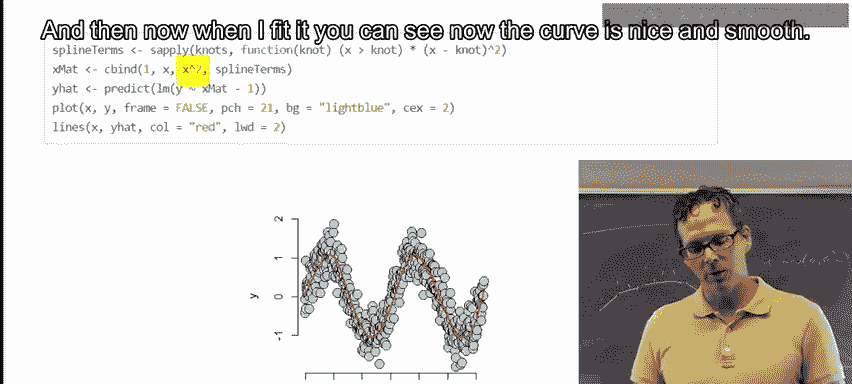 And then now when I fit it you can see now the curve is nice and smooth.
splineTerms <- sapply(knots, function(knot) (x > knot) * (x - knot)^2)
xMat <- cbind(1, x, x^2, splineTerms)
yhat <- predict(lm(y ~ xMat - 1))
plot(x, y, frame = FALSE, pch = 21, bg = "lightblue", cex = 2)
lines(x, yhat, col = "red", lwd = 2)
2
1
0
-1
y